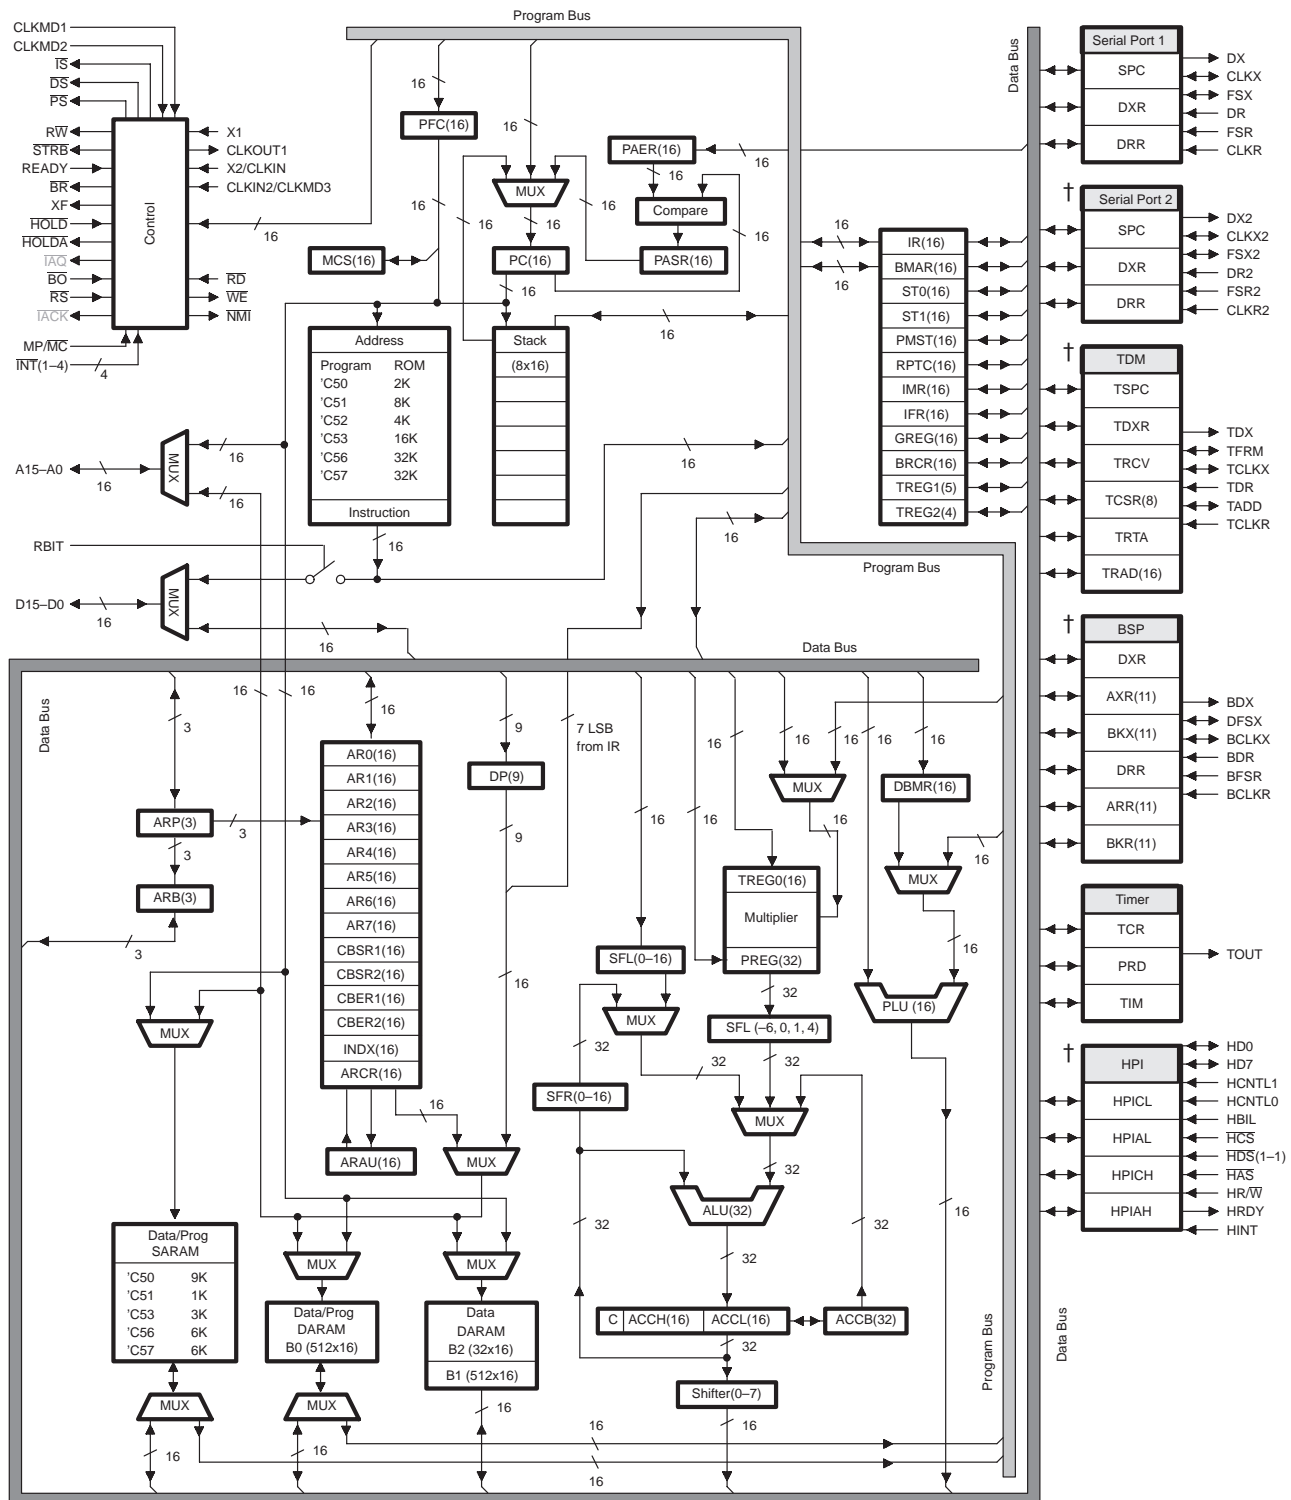 Program Bus
CLKMD1
CLKMD2
IS
DS
PS
RW
STRB
READY
BR
XF
HOLD
HOLDA
IAQ
BO
RS
IACK
MP/MC
INT(1–4)
4
Control
X1
CLKOUT1
X2/CLKIN
CLKIN2/CLKMD3
16
RD
WE
NMI
16
PFC(16)
16
16
MUX
16
16
16
MCS(16)
PC(16)
16
PAER(16)
16
16
Compare
16
PASR(16)
Address
Program ROM
'C50 2K
'C51 8K
'C52 4K
'C53 16K
'C56 32K
'C57 32K
Instruction
16
Stack
(8x16)
16
16
16
16
16
IR(16)
BMAR(16)
ST0(16)
ST1(16)
PMST(16)
RPTC(16)
IMR(16)
IFR(16)
GREG(16)
BRCR(16)
TREG1(5)
TREG2(4)
Program Bus
Data Bus
A15–A0
16
MUX
16
16
RBIT
D15–D0
16
MUX
16
Data Bus
Data Bus
16
16
3
ARP(3)
3
3
ARB(3)
3
MUX
16
AR0(16)
AR1(16)
AR2(16)
AR3(16)
AR4(16)
AR5(16)
AR6(16)
AR7(16)
CBSR1(16)
CBSR2(16)
CBER1(16)
CBER2(16)
INDX(16)
ARCR(16)
16
ARAU(16)
MUX
9
DP(9)
9
16
7 LSB
from IR
16
16
16
16
16
16
16
MUX
16
DBMR(16)
16
MUX
16
TREG0(16)
Multiplier
PREG(32)
32
SFL (–6, 0, 1, 4)
32
SFL(0–16)
MUX
32
32
SFR(0–16)
MUX
32
PLU (16)
16
ALU(32)
32
32
32
C
ACCH(16)
ACCL(16)
ACCB(32)
32
Shifter(0–7)
16
Data/Prog
SARAM
'C50 9K
'C51 1K
'C53 3K
'C56 6K
'C57 6K
MUX
16
MUX
Data/Prog
DARAM
B0 (512x16)
MUX
16
MUX
Data
DARAM
B2 (32x16)
B1 (512x16)
16
16
16
Program Bus
Data Bus
Serial Port 1
SPC
DXR
DRR
DX
CLKX
FSX
DR
FSR
CLKR
†
Serial Port 2
SPC
DXR
DRR
DX2
CLKX2
FSX2
DR2
FSR2
CLKR2
†
TDM
TSPC
TDXR
TRCV
TCSR(8)
TRTA
TRAD(16)
TDX
TFRM
TCLKX
TDR
TADD
TCLKR
†
BSP
DXR
AXR(11)
BKX(11)
DRR
ARR(11)
BKR(11)
BDX
DFSX
BCLKX
BDR
BFSR
BCLKR
Timer
TCR
PRD
TIM
TOUT
†
HPI
HPICL
HPIAL
HPICH
HPIAH
HD0
HD7
HCNTL1
HCNTL0
HBIL
HCS
HDS(1–1)
HAS
HR/W
HRDY
HINT